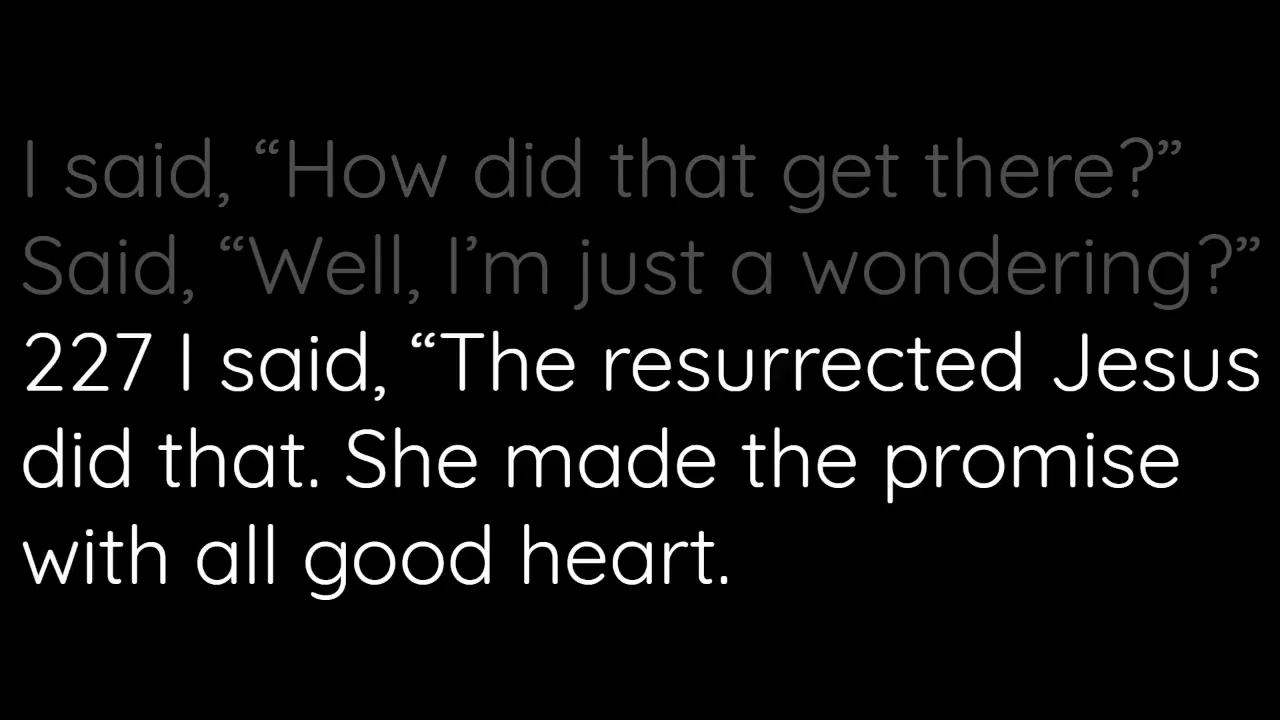 I said, “How did that get there?”
Said, “Well, I’m just a wondering?”
227 I said, “The resurrected Jesus
did that. She made the promise
with all good heart.